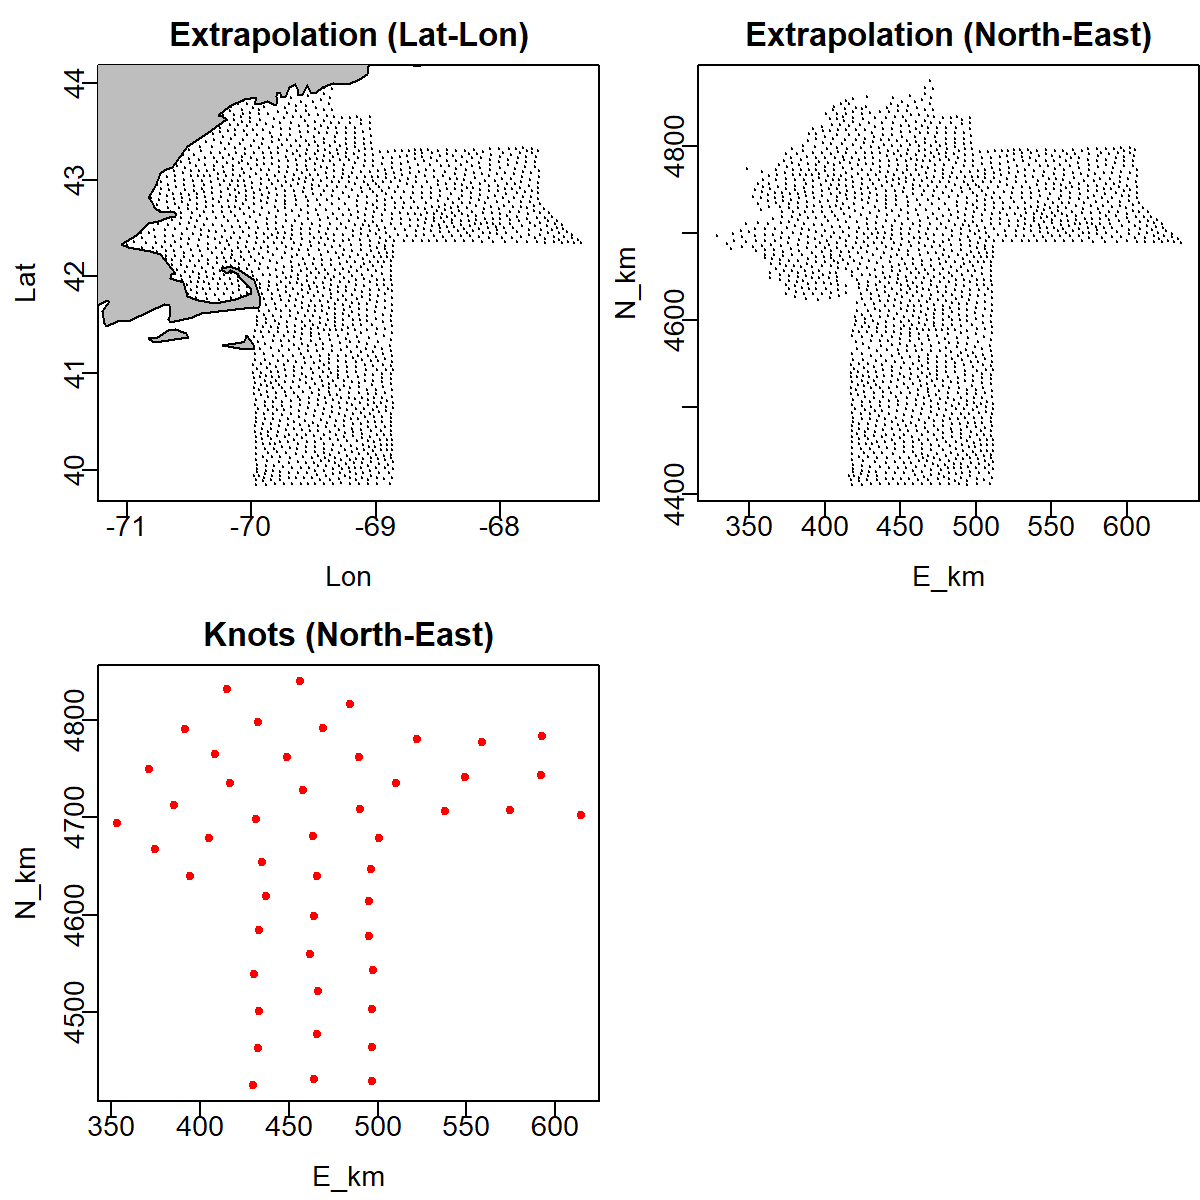 Extrapolation (Lat-Lon)
44
43
42
41
40
Lat
-71 -70 -69 -68
Lon
Extrapolation (North-East)
4800
4600
4400
N_km
350 400 450 500 550 600
E_km
Knots (North-East)
4800
4700
4600
4500
N_km
350 400 450 500 550 600
E_km